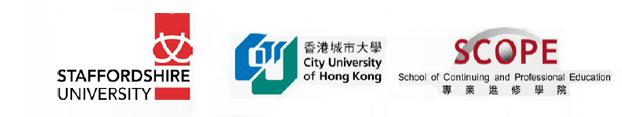 STAFFORDSHIRE
UNIVERSITY
香港城市大學
City University
of Hong Kong
SCOPE
School of Continuing and Professional Education
專業進修學院